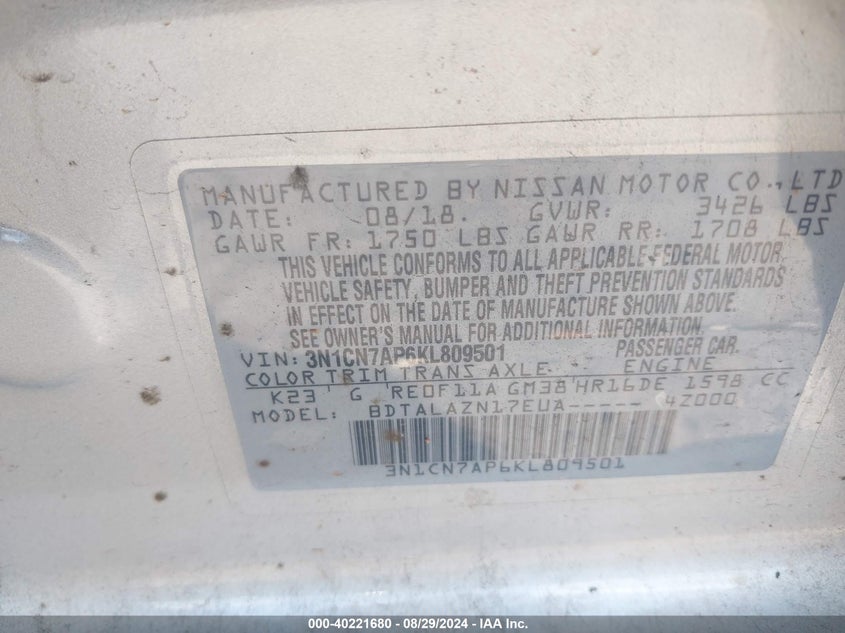 MANUFACTURED BY NISSAN MOTOR CO., LTD
DATE: 08/18. GVWR: 3426 LBS
GAWR FR: 1750 LBS GAWR RR: 1708 LBS
THIS VEHICLE CONFORMS TO ALL APPLICABLE FEDERAL MOTOR
VEHICLE SAFETY, BUMPER AND THEFT PREVENTION STANDARDS
IN EFFECT ON THE DATE OF MANUFACTURE SHOWN ABOVE.
SEE OWNER'S MANUAL FOR ADDITIONAL INFORMATION.
VIN: 3N1CN7AP6KL809501 PASSENGER CAR.
COLOR TRIM TRANS AXLE ENGINE
K23 G RE0F11A GM38 HR16DE 1598 CC
MODEL: BDTALAZN17EUA----- 4Z000
3N1CN7AP6KL809501
000-40221680 - 08/29/2024 - IAA Inc.